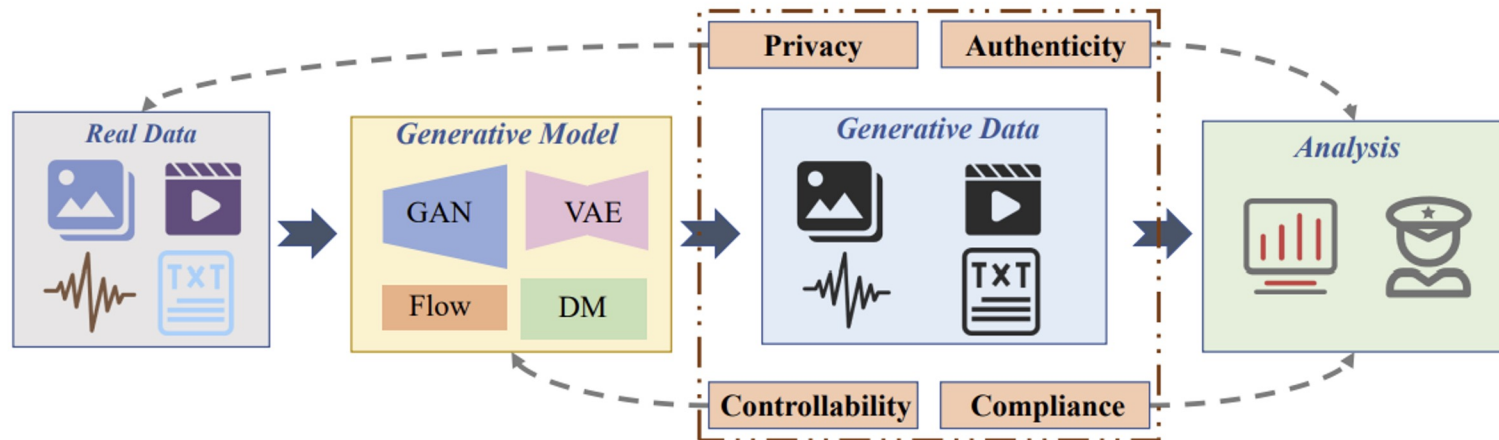 Privacy
Authenticity
Real Data
Generative Model
Generative Data
Analysis
GAN
VAE
TXT
TXT
Flow
DM
Controllability
Compliance